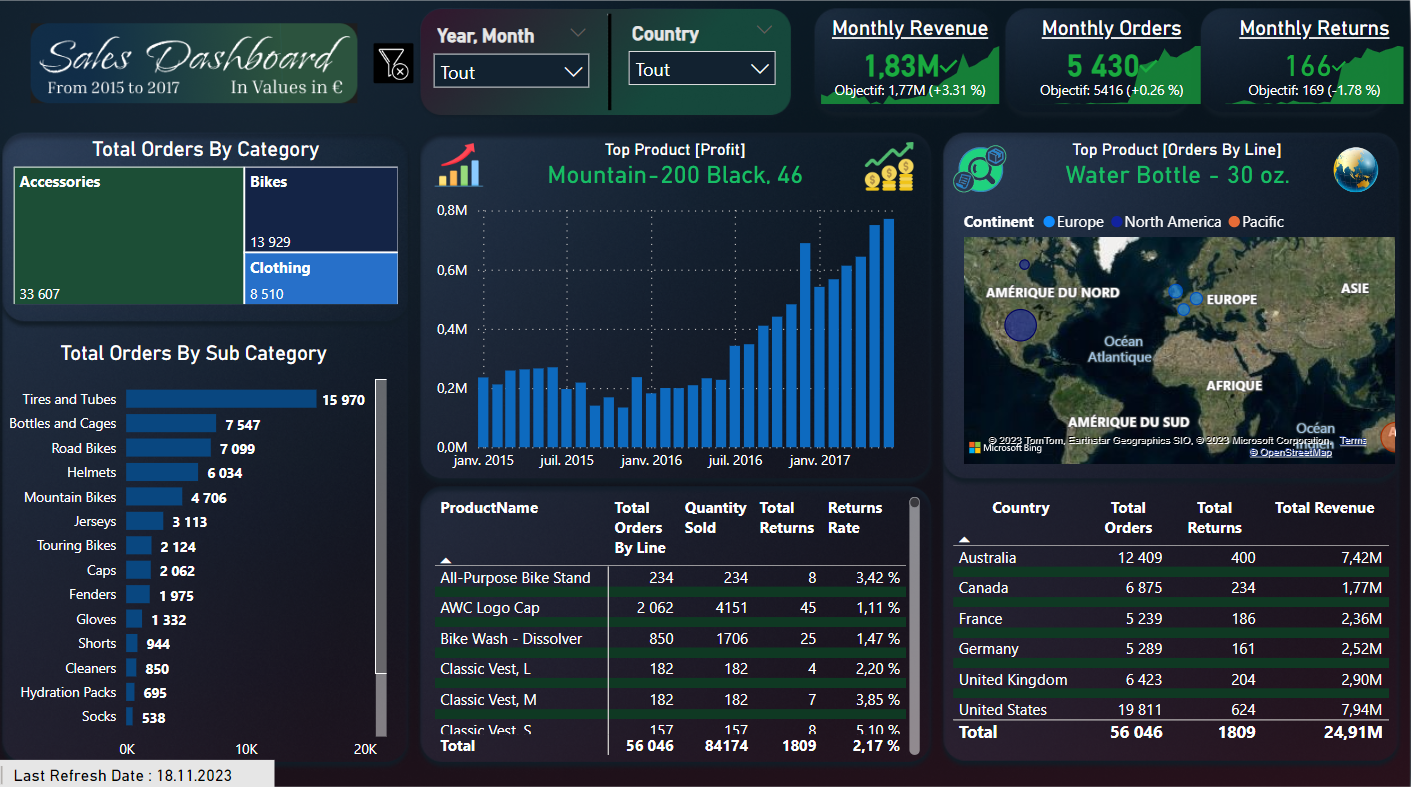 Sales Dashboard
From 2015 to 2017 In Values in €
Year, Month
Tout
Country
Tout
Monthly Revenue
1,83M
Objectif: 1,77M (+3.31 %)
Monthly Orders
5 430
Objectif: 5416 (+0.26 %)
Monthly Returns
166
Objectif: 169 (-1.78 %)
Total Orders By Category
Accessories
33 607
Bikes
13 929
Clothing
8 510
Total Orders By Sub Category
Tires and Tubes 15 970
Bottles and Cages 7 547
Road Bikes 7 099
Helmets 6 034
Mountain Bikes 4 706
Jerseys 3 113
Touring Bikes 2 124
Caps 2 062
Fenders 1 975
Gloves 1 332
Shorts 944
Cleaners 850
Hydration Packs 695
Socks 538
0K 10K 20K
Last Refresh Date : 18.11.2023
Top Product [Profit]
Mountain-200 Black, 46
0,8M
0,6M
0,4M
0,2M
0,0M
janv. 2015 juil. 2015 janv. 2016 juil. 2016 janv. 2017
ProductName Total Orders By Line Quantity Sold Total Returns Returns Rate
All-Purpose Bike Stand 234 234 8 3,42 %
AWC Logo Cap 2 062 4151 45 1,11 %
Bike Wash - Dissolver 850 1706 25 1,47 %
Classic Vest, L 182 182 4 2,20 %
Classic Vest, M 182 182 7 3,85 %
Classic Vest, S 157 157 8 5,10 %
Total 56 046 84174 1809 2,17 %
Top Product [Orders By Line]
Water Bottle - 30 oz.
Continent Europe North America Pacific
AMÉRIQUE DU NORD
EUROPE
ASIE
Océan
Atlantique
AFRIQUE
AMÉRIQUE DU SUD
Océan
Indien
A
© 2023 TomTom, Earthstar Geographics SIO, © 2023 Microsoft Corporation, Terms
Microsoft Bing
© OpenStreetMap
Country Total Orders Total Returns Total Revenue
Australia 12 409 400 7,42M
Canada 6 875 234 1,77M
France 5 239 186 2,36M
Germany 5 289 161 2,52M
United Kingdom 6 423 204 2,90M
United States 19 811 624 7,94M
Total 56 046 1809 24,91M